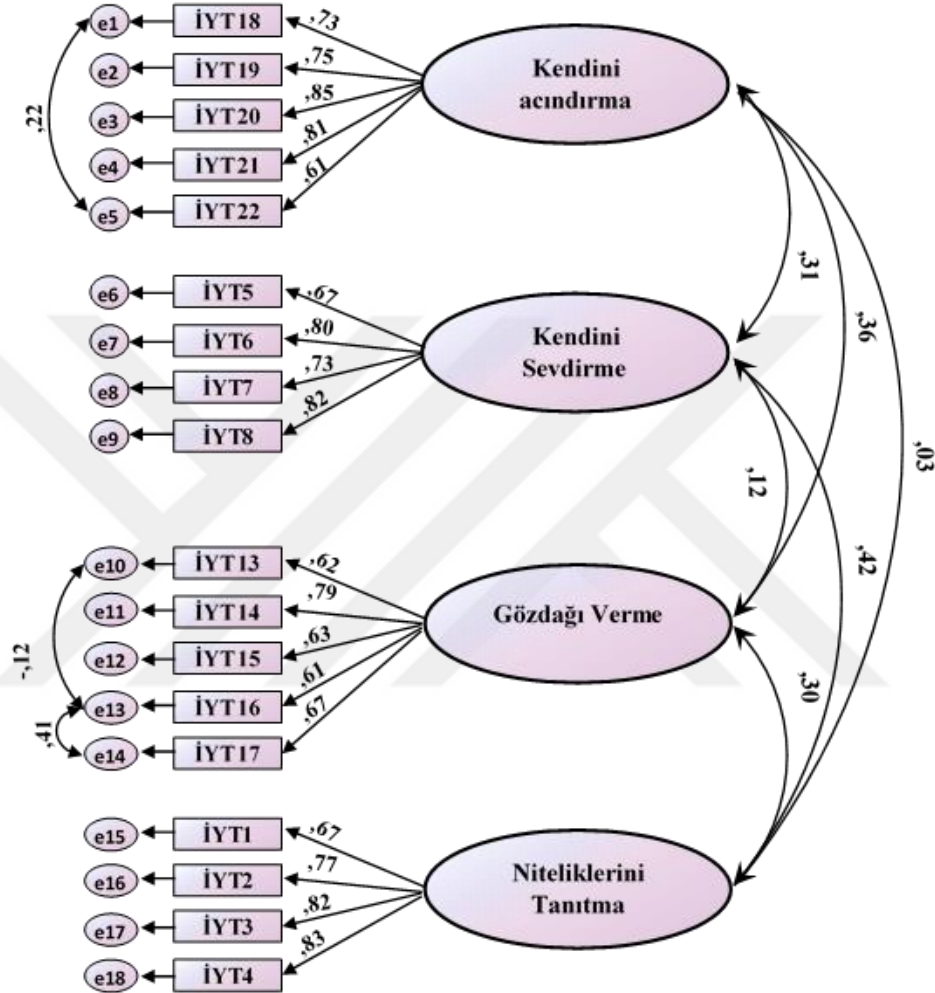 e1 İYT18 ,73
e2 İYT19 ,75
e3 İYT20 ,85
e4 İYT21 ,81
e5 İYT22 ,61
,22
Kendini
acındırma
e6 İYT5 ,67
e7 İYT6 ,80
e8 İYT7 ,73
e9 İYT8 ,82
Kendini
Sevdirme
e10 İYT13 ,62
e11 İYT14 ,79
e12 İYT15 ,63
e13 İYT16 ,61
e14 İYT17 ,67
-,12
,41
Gözdağı Verme
e15 İYT1 ,67
e16 İYT2 ,77
e17 İYT3 ,82
e18 İYT4 ,83
Niteliklerini
Tanıtma
,31
,36
,03
,12
,42
,30